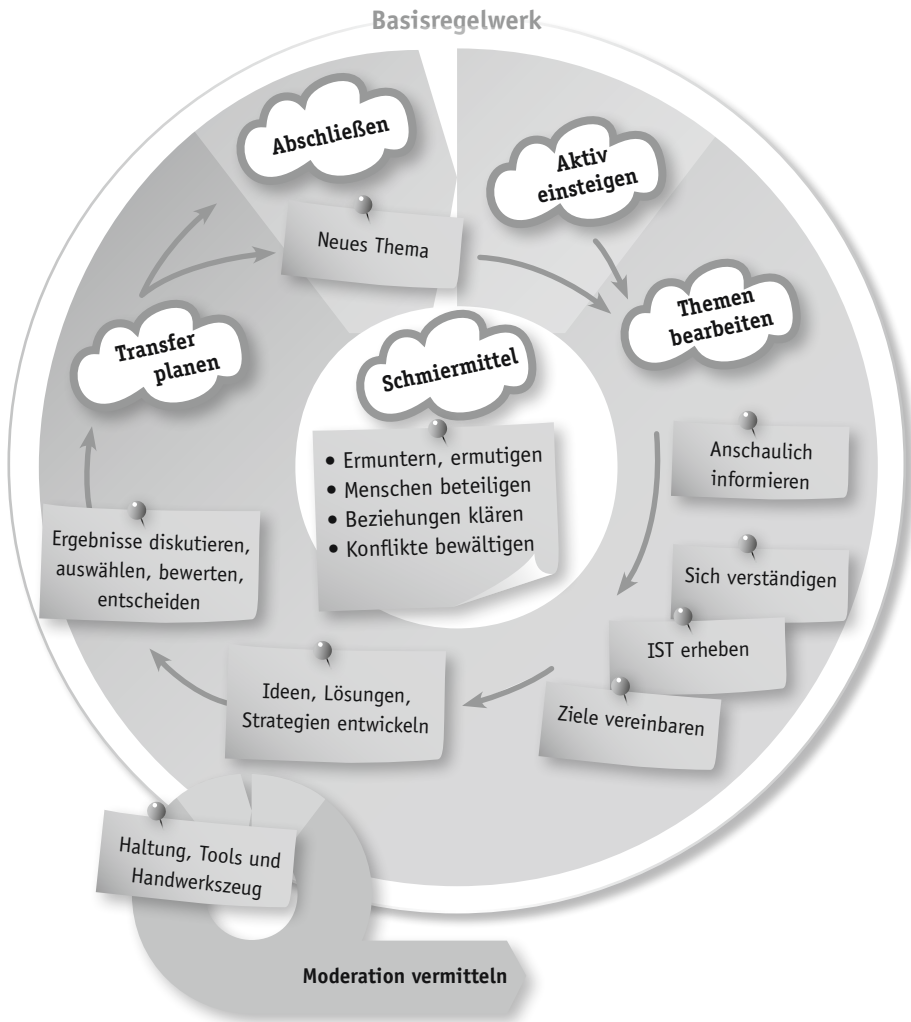 Basisregelwerk
Abschließen
Neues Thema
Aktiv
einsteigen
Themen
bearbeiten
Anschaulich
informieren
Sich verständigen
IST erheben
Ziele vereinbaren
Ideen, Lösungen,
Strategien entwickeln
Ergebnisse diskutieren,
auswählen, bewerten,
entscheiden
Transfer
planen
Schmiermittel
• Ermuntern, ermutigen
• Menschen beteiligen
• Beziehungen klären
• Konflikte bewältigen
Haltung, Tools und
Handwerkszeug
Moderation vermitteln